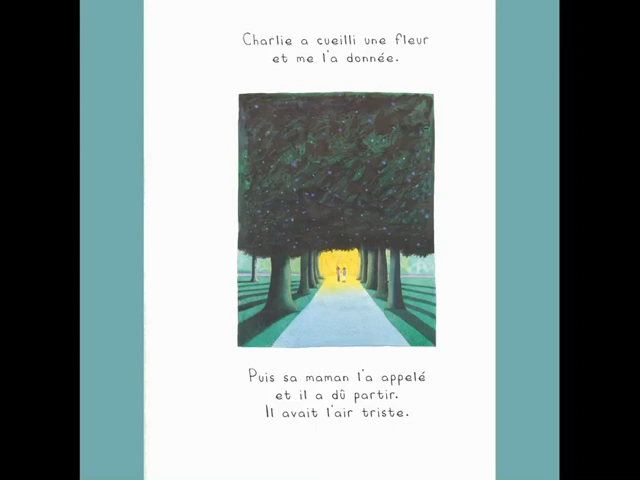 Charlie a cueilli une fleur
et me l'a donnée.
Puis sa maman l'a appelé
et il a dû partir.
Il avait l'air triste.